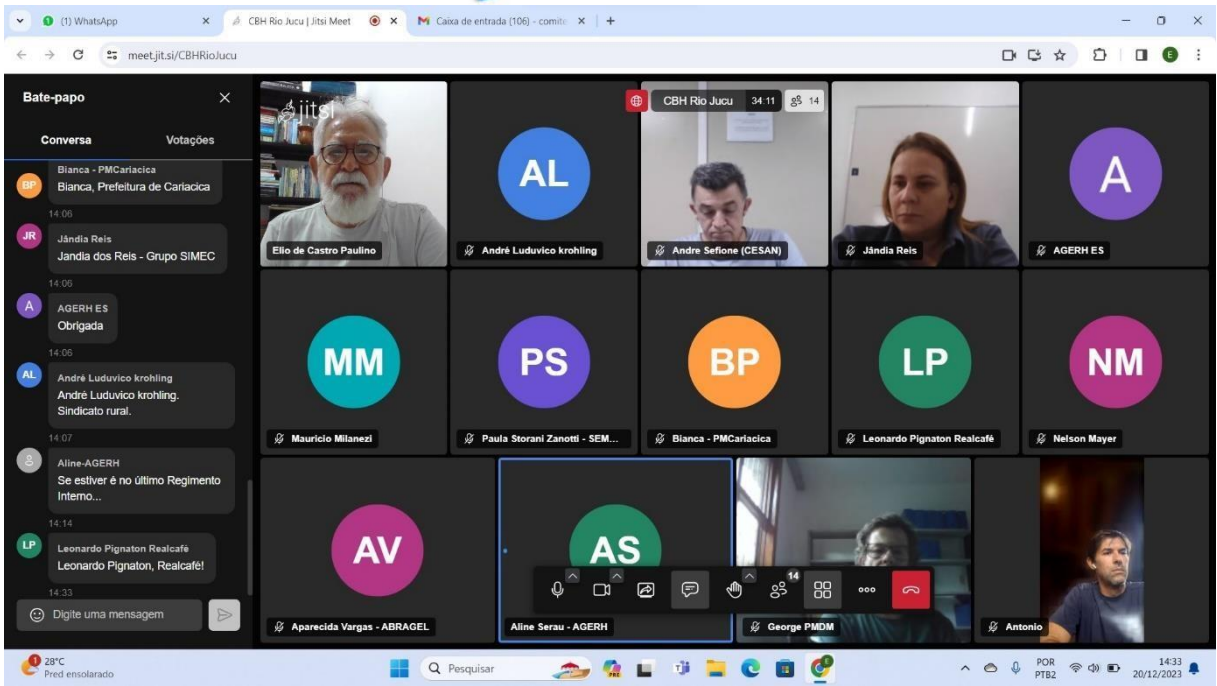 (1) WhatsApp
CBH Rio Jucu | Jitsi Meet
Caixa de entrada (106) - comite
meet.jit.si/CBHRioJucu
E
Bate-papo
Conversa
Votações
BP
Bianca - PMCariacica
Bianca, Prefeitura de Cariacica
14:06
JR
Jândia Reis
Jandia dos Reis - Grupo SIMEC
14:06
A
AGERH ES
Obrigada
14:06
AL
André Luduvico krohling
André Luduvico krohling.
Sindicato rural.
14:07
Aline-AGERH
Se estiver é no último Regimento
Interno...
14:14
LP
Leonardo Pignaton Realcafé
Leonardo Pignaton, Realcafé!
14:33
Digite uma mensagem
jitsi
CBH Rio Jucu
34:11
14
Elio de Castro Paulino
AL
André Luduvico krohling
Andre Sefione (CESAN)
Jândia Reis
A
AGERH ES
MM
Mauricio Milanezi
PS
Paula Storani Zanotti - SEM...
BP
Bianca - PMCariacica
LP
Leonardo Pignaton Realcafé
NM
Nelson Mayer
AV
Aparecida Vargas - ABRAGEL
AS
Aline Serau - AGERH
George PMDM
Antonio
14
1
28°C
Pred ensolarado
Pesquisar
PRE
E
POR
PTB2
14:33
20/12/2023